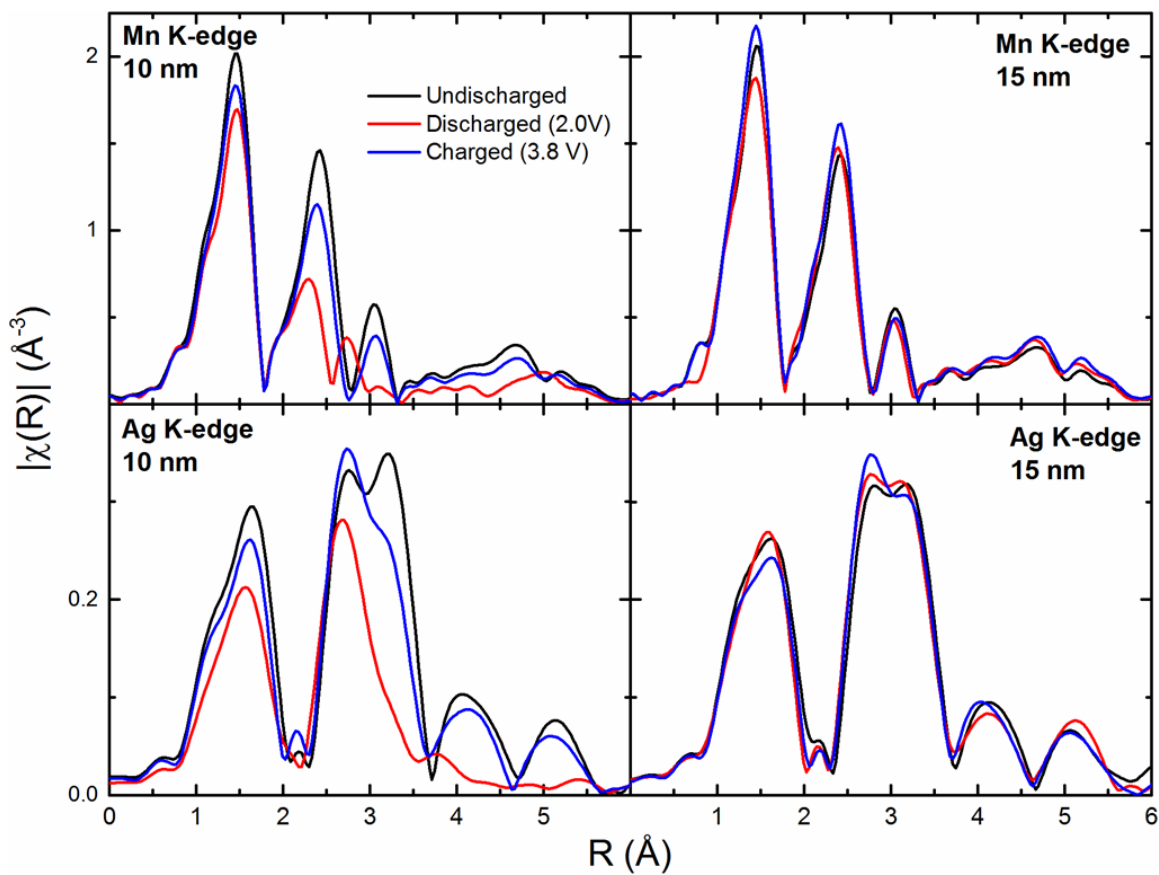 Mn K-edge
10 nm
Undischarged
Discharged (2.0V)
Charged (3.8 V)
Mn K-edge
15 nm
2
1
Ag K-edge
10 nm
Ag K-edge
15 nm
0.2
0.0
0 1 2 3 4 5 1 2 3 4 5 6
|χ(R)| (Å⁻³)
R (Å)